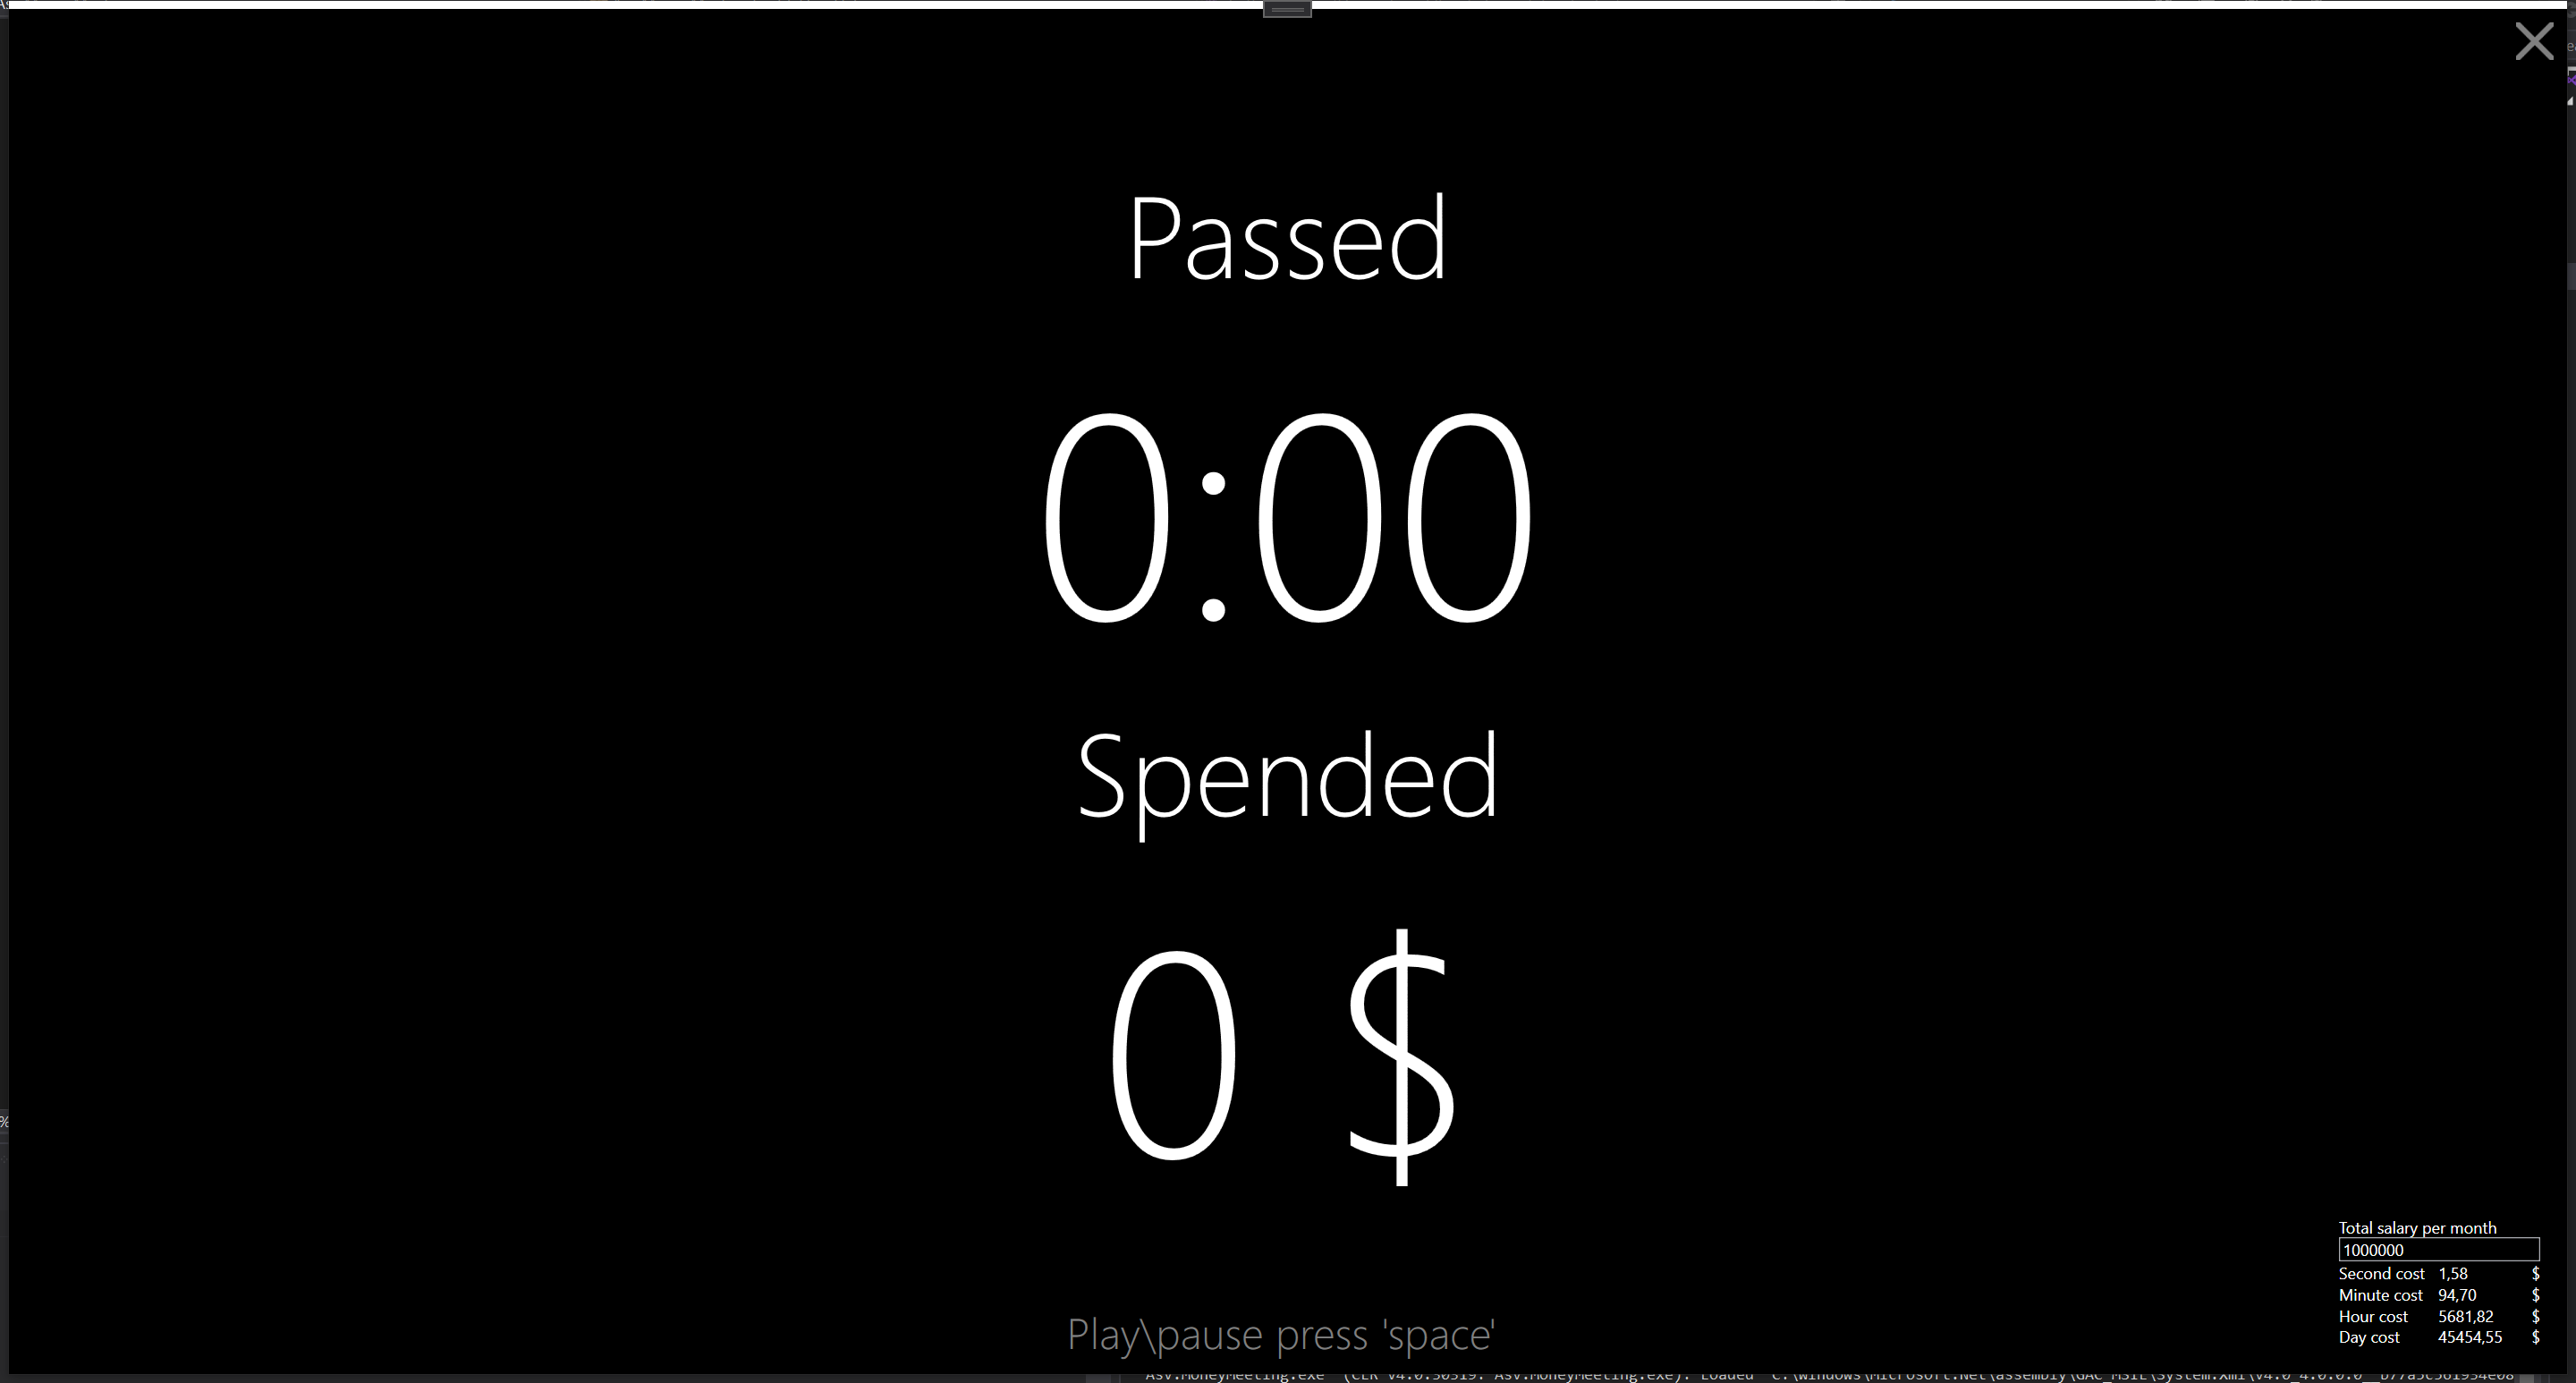 Passed
0:00
Spended
0 $
Play\pause press 'space'
Total salary per month
1000000
Second cost 1,58 $
Minute cost 94,70 $
Hour cost 5681,82 $
Day cost 45454,55 $